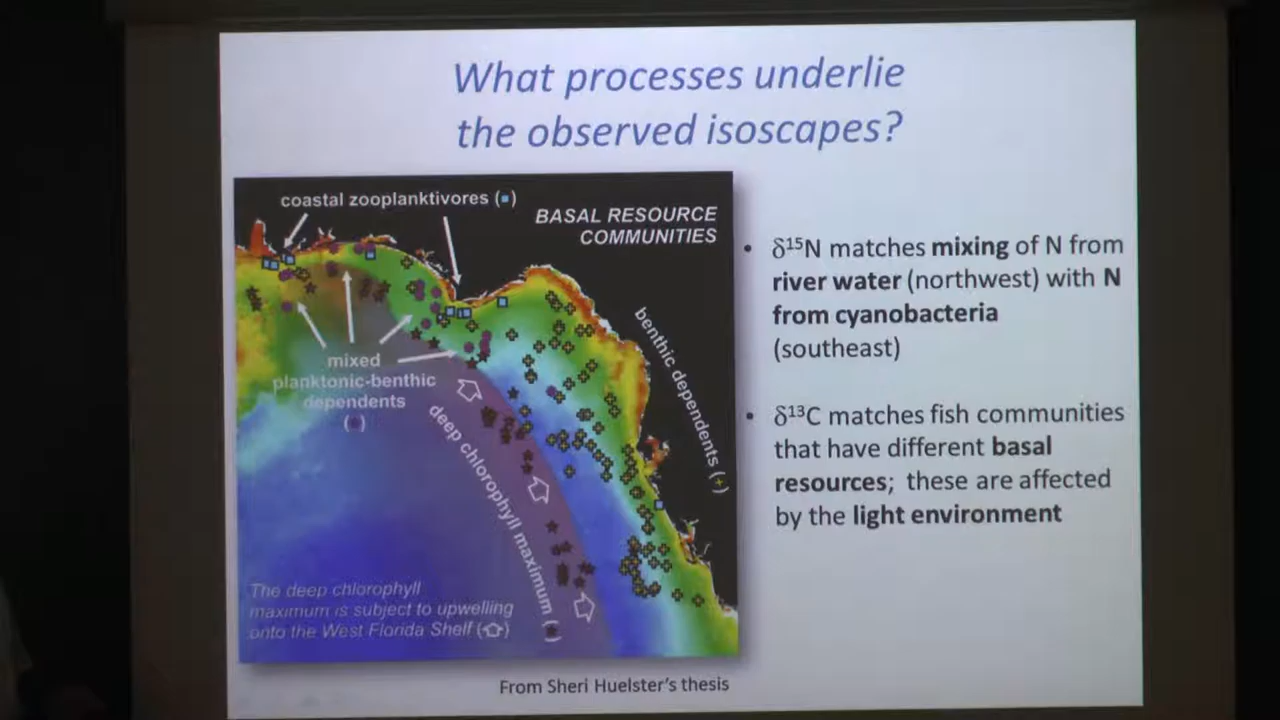 What processes underlie
the observed isoscapes?
coastal zooplanktivores (▪)
BASAL RESOURCE
COMMUNITIES
mixed
planktonic-benthic
dependents
(●)
deep chlorophyll maximum (★)
benthic dependents (+)
The deep chlorophyll
maximum is subject to upwelling
onto the West Florida Shelf (⇧)
• δ¹⁵N matches mixing of N from
river water (northwest) with N
from cyanobacteria
(southeast)
• δ¹³C matches fish communities
that have different basal
resources; these are affected
by the light environment
From Sheri Huelster's thesis